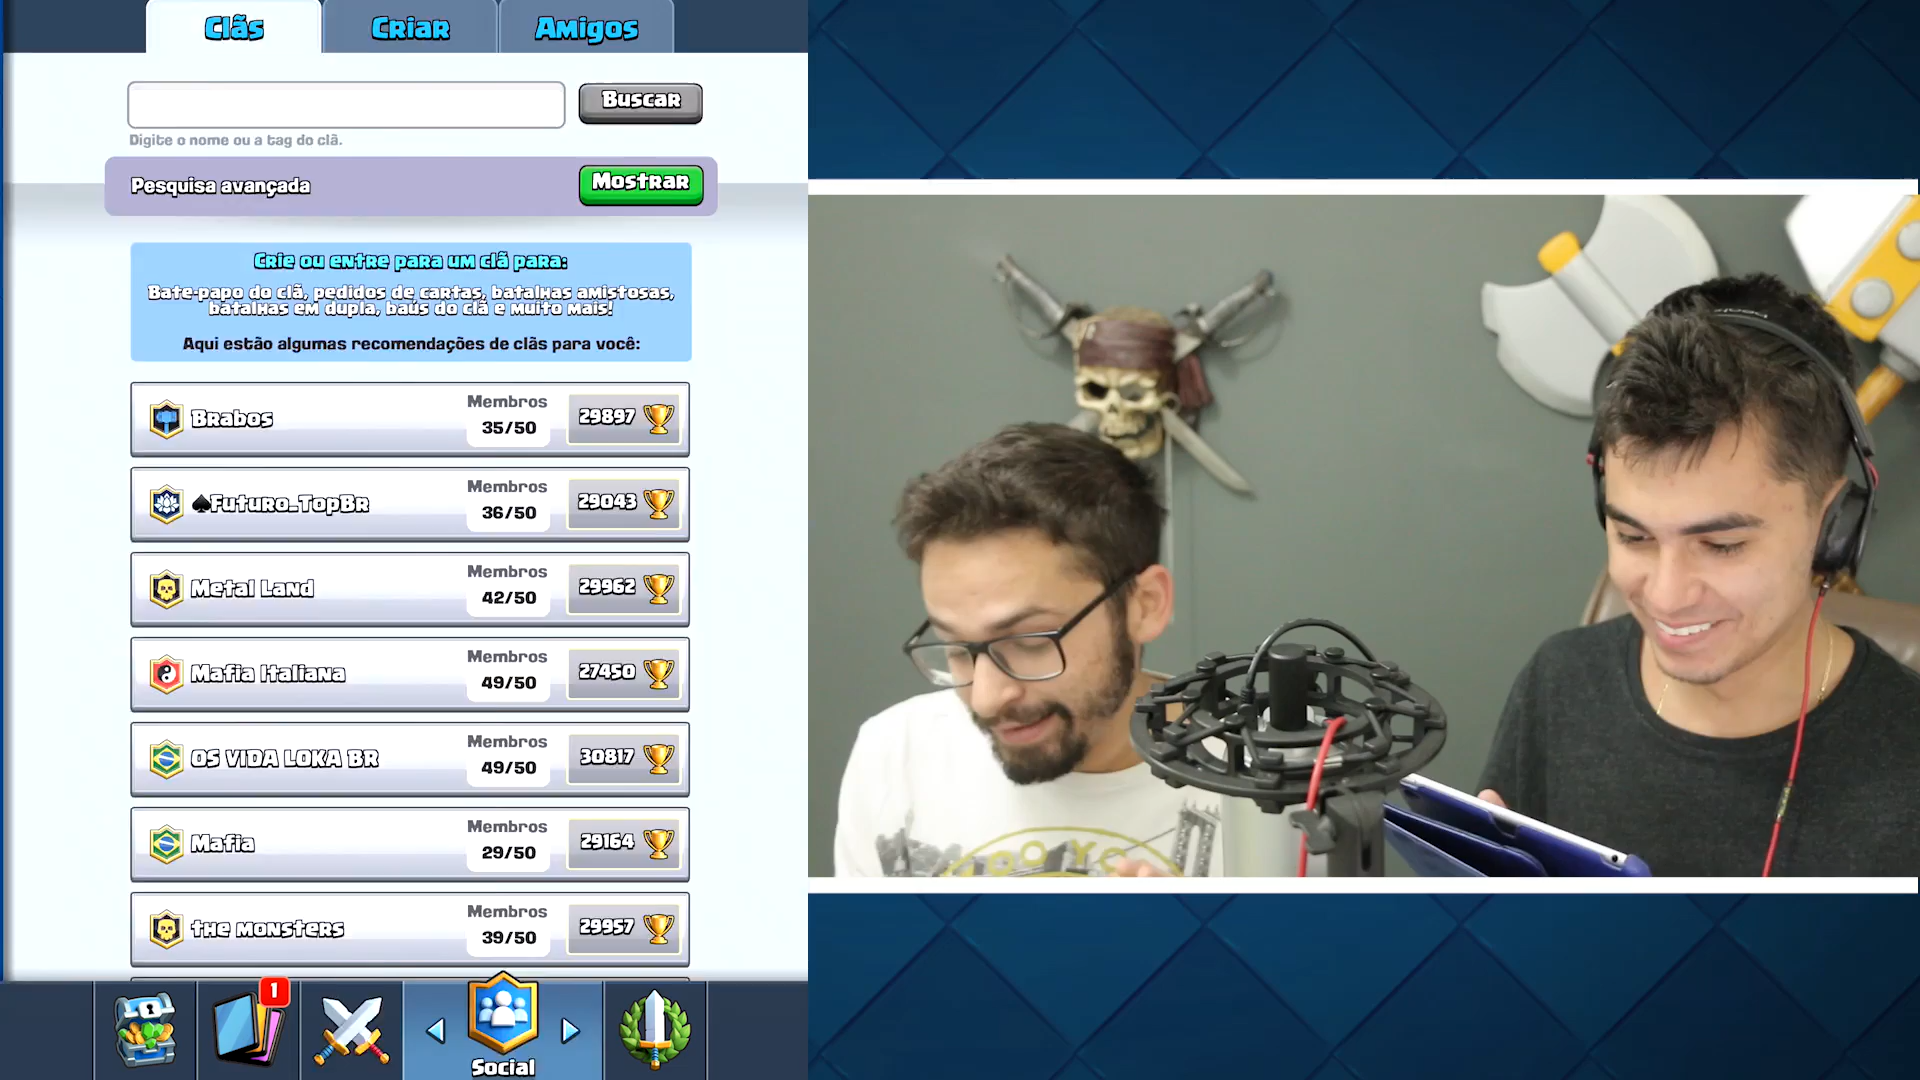 Clãs
Criar
Amigos
Buscar
Digite o nome ou a tag do clã.
Pesquisa avançada
Mostrar
Crie ou entre para um clã para:
Bate-papo do clã, pedidos de cartas, batalhas amistosas,
batalhas em dupla, baús do clã e muito mais!
Aqui estão algumas recomendações de clãs para você:
Brabos
Membros
35/50
29897
♠Futuro_TopBr
Membros
36/50
29043
Metal Land
Membros
42/50
29962
Mafia Italiana
Membros
49/50
27450
OS VIDA LOKA BR
Membros
49/50
30817
Mafia
Membros
29/50
29164
the monsters
Membros
39/50
29957
1
Social